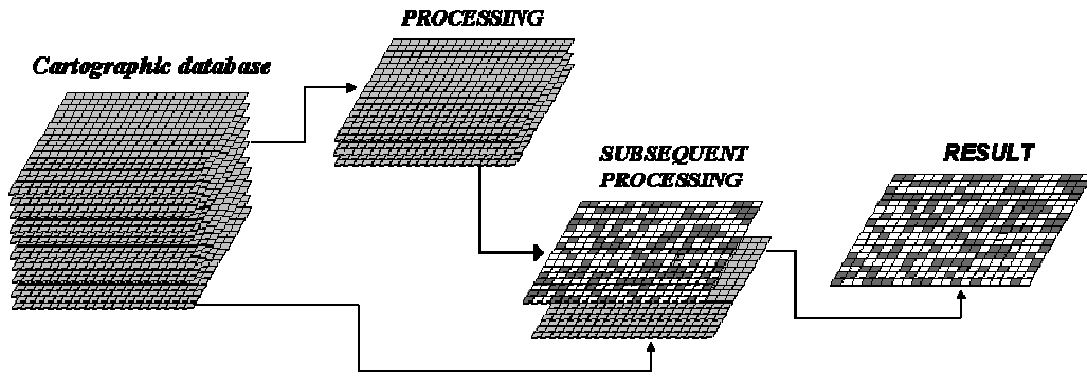 Cartographic database
PROCESSING
SUBSEQUENT
PROCESSING
RESULT